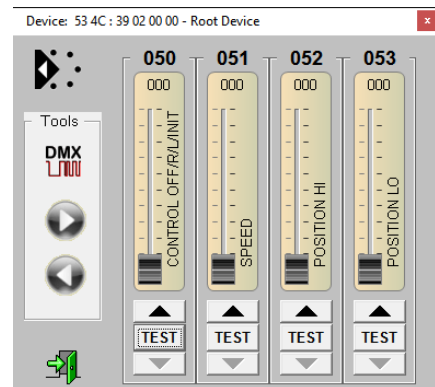 Device: 53 4C : 39 02 00 00 - Root Device
x
050 051 052 053
000 000 000 000
Tools
DMX
CONTROL OFF/R/L/INIT
SPEED
POSITION HI
POSITION LO
TEST TEST TEST TEST